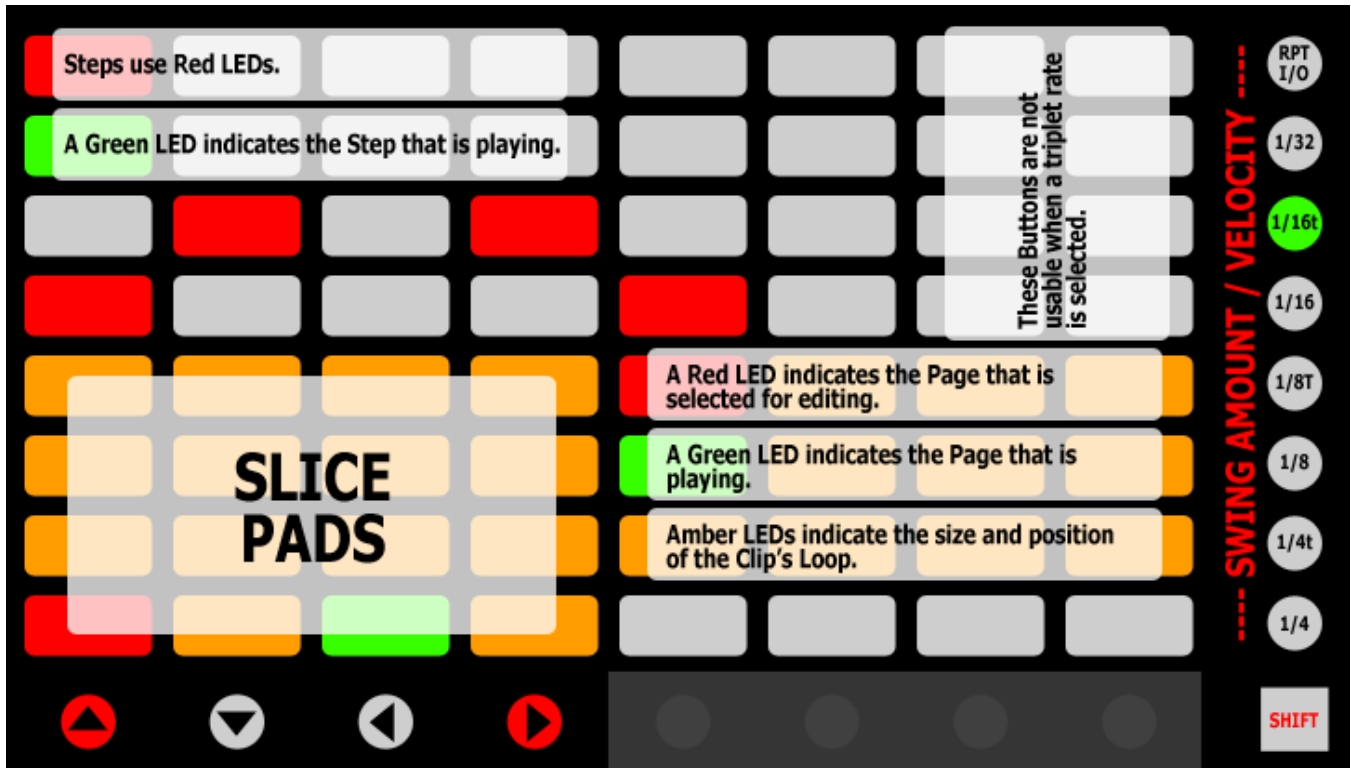 Steps use Red LEDs.
A Green LED indicates the Step that is playing.
These Buttons are not
usable when a triplet rate
is selected.
A Red LED indicates the Page that is
selected for editing.
A Green LED indicates the Page that is
playing.
Amber LEDs indicate the size and position
of the Clip's Loop.
SLICE
PADS
---- SWING AMOUNT / VELOCITY ----
RPT
I/O
1/32
1/16t
1/16
1/8T
1/8
1/4t
1/4
SHIFT